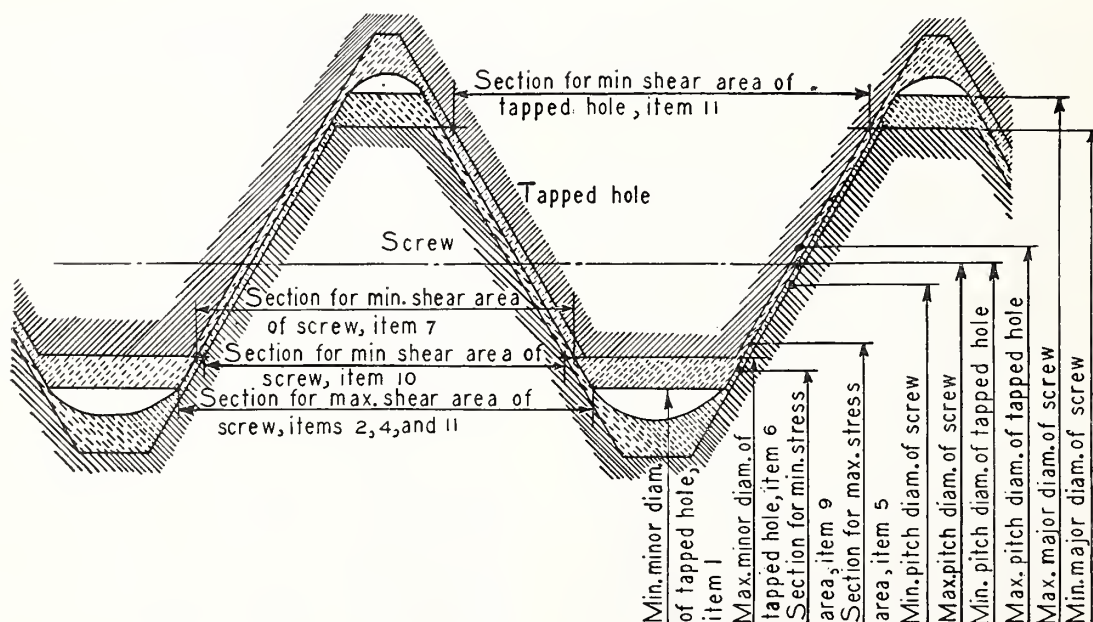 Section for min shear area of
tapped hole, item 11
Tapped hole
Screw
Section for min. shear area
of screw, item 7
Section for min shear area of
screw, item 10
Section for max. shear area of
screw, items 2, 4, and 11
Min. minor diam.
of tapped hole,
item 1
Max. minor diam. of
tapped hole, item 6
Section for min. stress
area, item 9
Section for max. stress
area, item 5
Min. pitch diam. of screw
Max. pitch diam. of screw
Min. pitch diam. of tapped hole
Max. pitch diam. of tapped hole
Max. major diam. of screw
Min. major diam. of screw